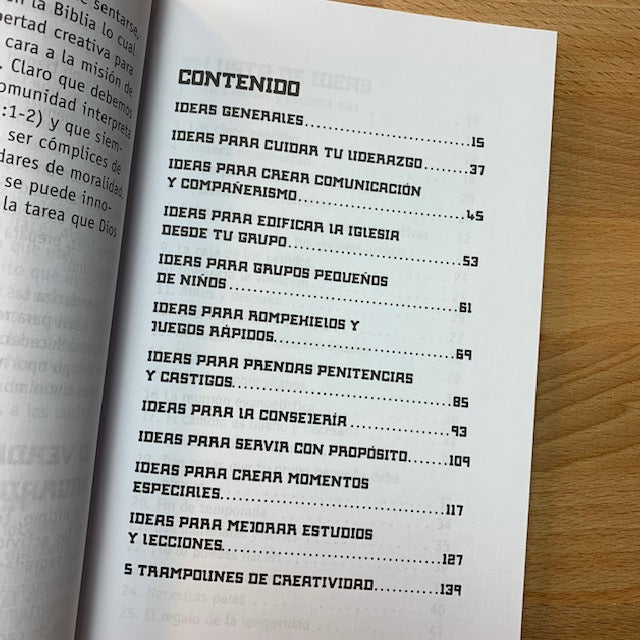 sentarse,
en la Biblia lo cual
creativa para
cara a la misión de
. Claro que debemos
comunidad interpreta
:1-2) y que siem-
ser cómplices de
de moralidad,
se puede inno-
la tarea que Dios
CONTENIDO
IDEAS GENERALES..........................15
IDEAS PARA CUIDAR TU LIDERAZGO.......37
IDEAS PARA CREAR COMUNICACIÓN
Y COMPAÑERISMO..........................45
IDEAS PARA EDIFICAR LA IGLESIA
DESDE TU GRUPO..........................53
IDEAS PARA GRUPOS PEQUEÑOS
DE NIÑOS..........................61
IDEAS PARA ROMPEHIELOS Y
JUEGOS RÁPIDOS..........................69
IDEAS PARA PRENDAS PENITENCIAS
Y CASTIGOS..........................85
IDEAS PARA LA CONSEJERÍA................93
IDEAS PARA SERVIR CON PROPÓSITO......109
IDEAS PARA CREAR MOMENTOS
ESPECIALES..........................117
IDEAS PARA MEJORAR ESTUDIOS
Y LECCIONES..........................127
5 TRAMPOLINES DE CREATIVIDAD..........139